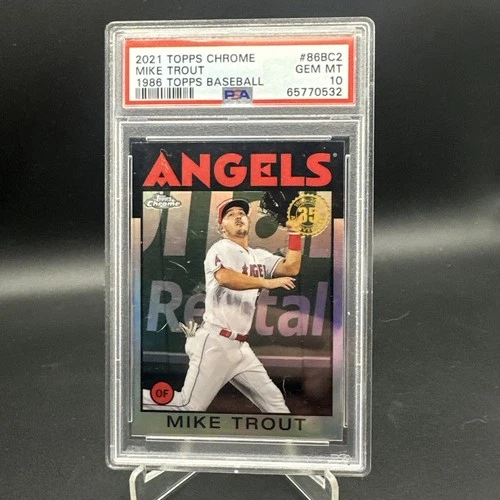 2021 TOPPS CHROME #86BC2
MIKE TROUT GEM MT
1986 TOPPS BASEBALL 10
PSA 65770532
ANGELS
Topps
Chrome
35
ANGEL
Rental
OF
MIKE TROUT